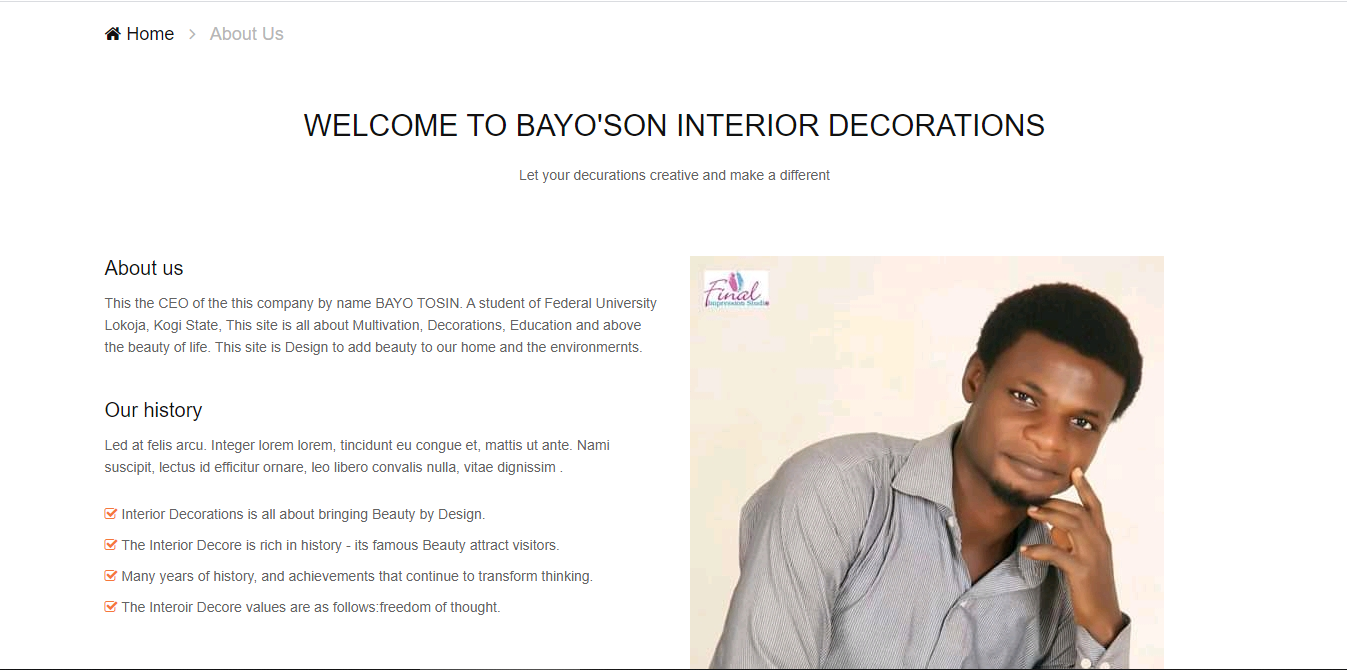 Home > About Us
WELCOME TO BAYO'SON INTERIOR DECORATIONS
Let your decurations creative and make a different
About us
This the CEO of the this company by name BAYO TOSIN. A student of Federal University
Lokoja, Kogi State, This site is all about Multivation, Decorations, Education and above
the beauty of life. This site is Design to add beauty to our home and the environmernts.
Our history
Led at felis arcu. Integer lorem lorem, tincidunt eu congue et, mattis ut ante. Nami
suscipit, lectus id efficitur ornare, leo libero convalis nulla, vitae dignissim .
Interior Decorations is all about bringing Beauty by Design.
The Interior Decore is rich in history - its famous Beauty attract visitors.
Many years of history, and achievements that continue to transform thinking.
The Interoir Decore values are as follows:freedom of thought.
Final
Impression Studio